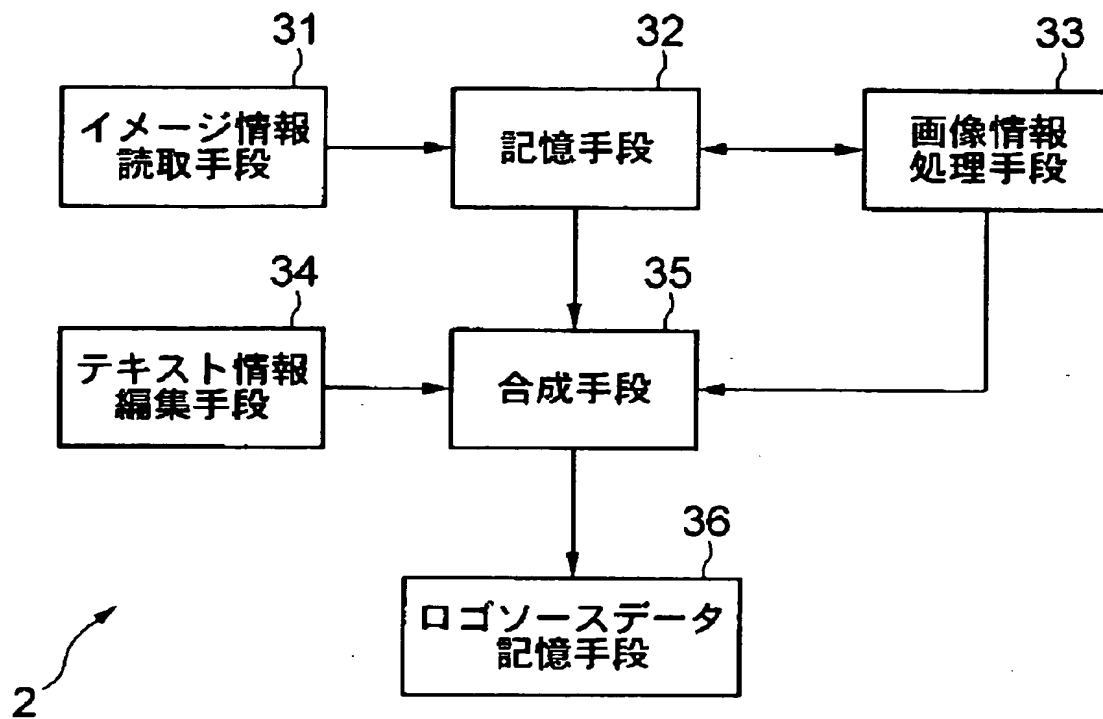 31
32
33
イメージ情報
読取手段
記憶手段
画像情報
処理手段
34
35
テキスト情報
編集手段
合成手段
36
ロゴソースデータ
記憶手段
2